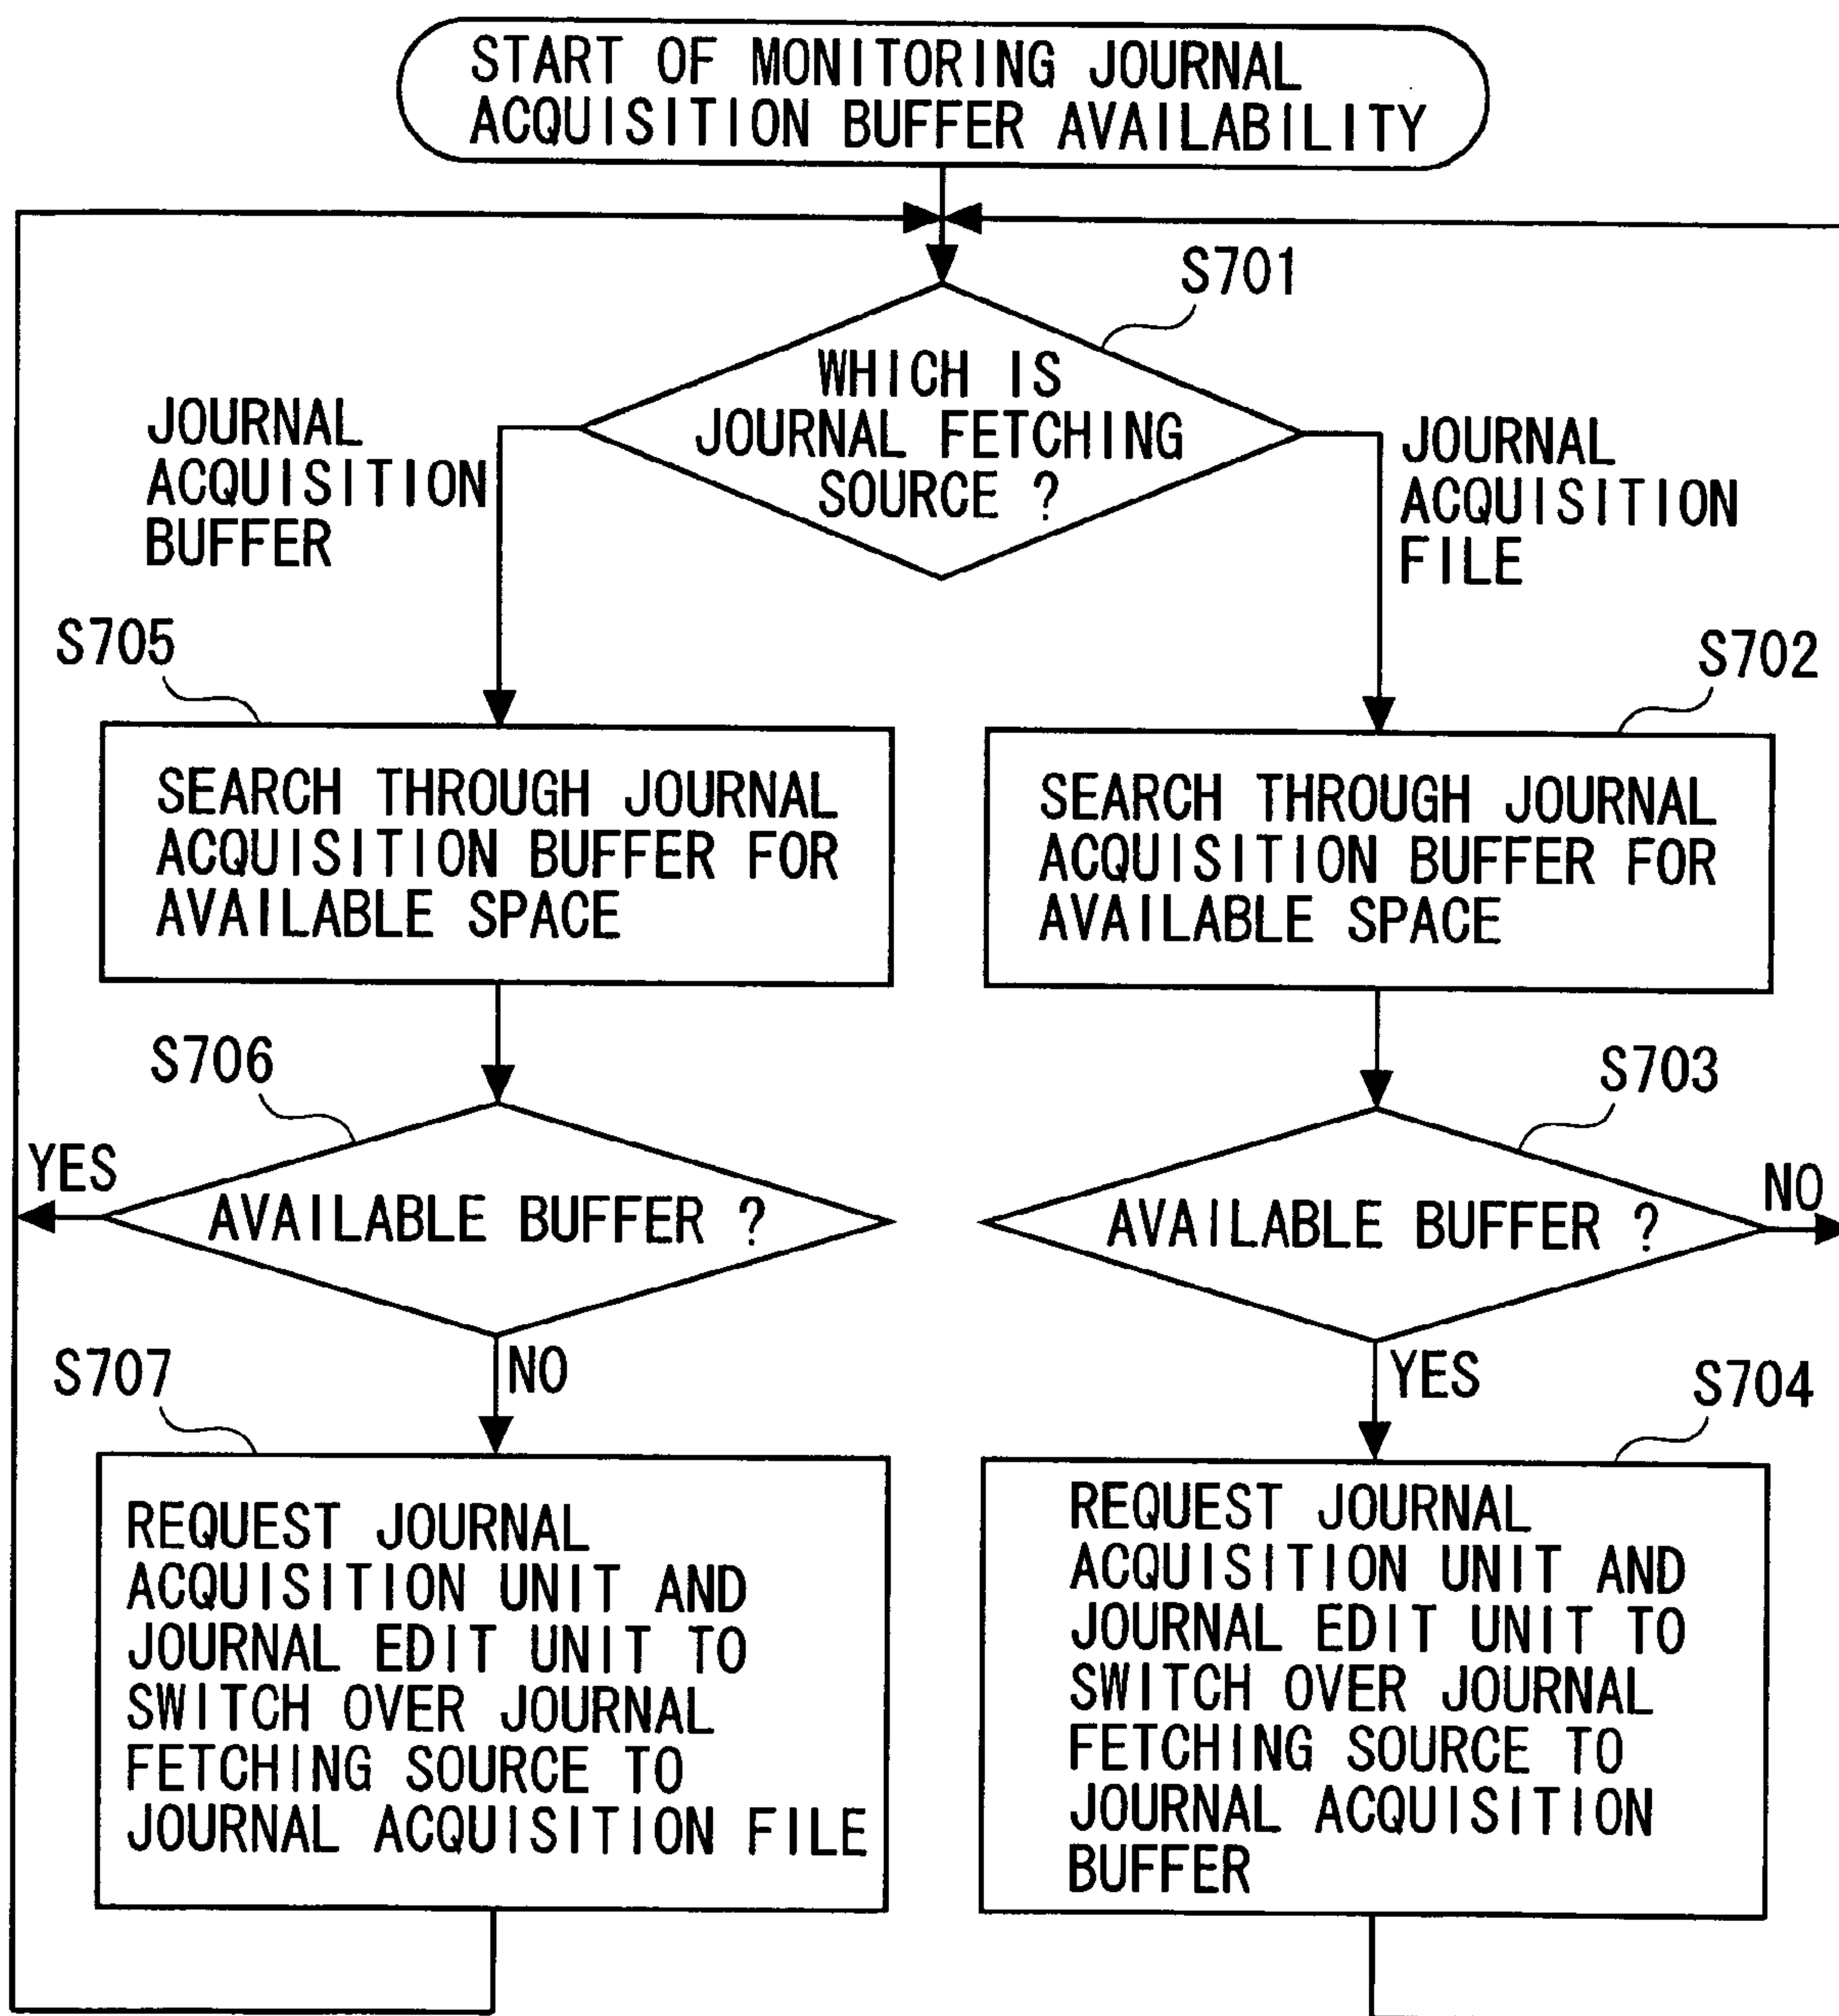 START OF MONITORING JOURNAL
ACQUISITION BUFFER AVAILABILITY
S701
WHICH IS
JOURNAL FETCHING
SOURCE ?
JOURNAL
ACQUISITION
BUFFER
JOURNAL
ACQUISITION
FILE
S705
S702
SEARCH THROUGH JOURNAL
ACQUISITION BUFFER FOR
AVAILABLE SPACE
SEARCH THROUGH JOURNAL
ACQUISITION BUFFER FOR
AVAILABLE SPACE
S706
S703
YES
AVAILABLE BUFFER ?
AVAILABLE BUFFER ?
NO
S707
NO
YES
S704
REQUEST JOURNAL
ACQUISITION UNIT AND
JOURNAL EDIT UNIT TO
SWITCH OVER JOURNAL
FETCHING SOURCE TO
JOURNAL ACQUISITION FILE
REQUEST JOURNAL
ACQUISITION UNIT AND
JOURNAL EDIT UNIT TO
SWITCH OVER JOURNAL
FETCHING SOURCE TO
JOURNAL ACQUISITION
BUFFER